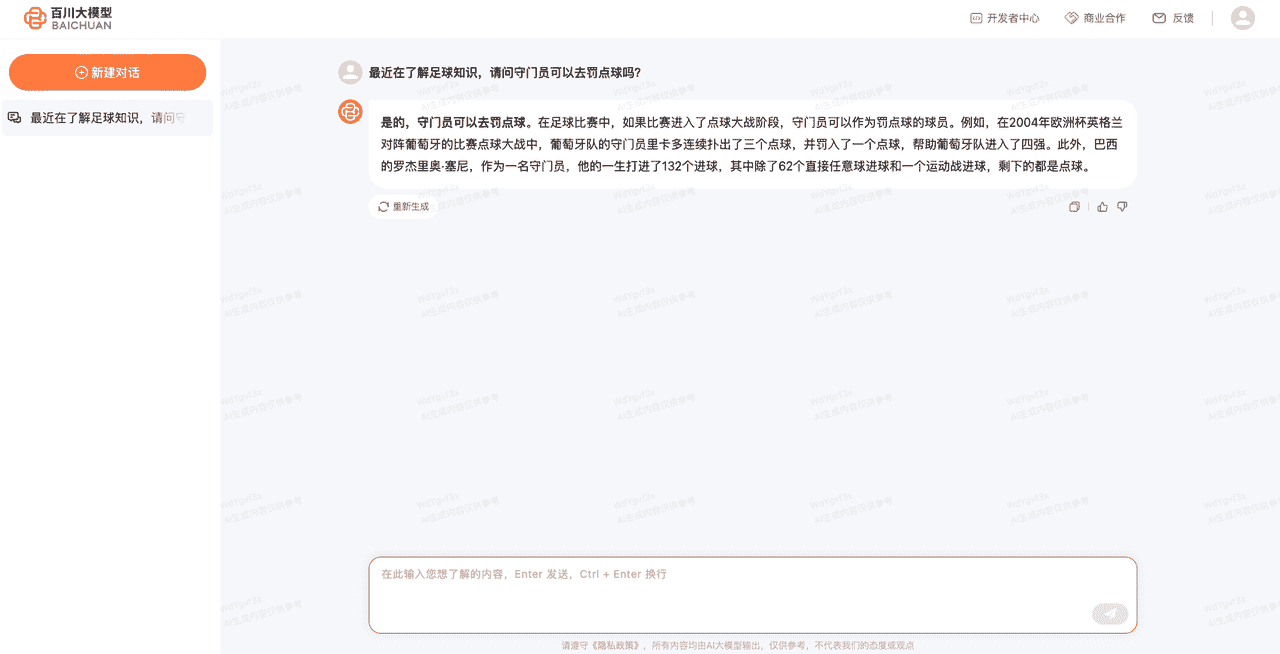 百川大模型
BAICHUAN
开发者中心
商业合作
反馈
新建对话
最近在了解足球知识，请问守
最近在了解足球知识，请问守门员可以去罚点球吗?
是的，守门员可以去罚点球。在足球比赛中，如果比赛进入了点球大战阶段，守门员可以作为罚点球的球员。例如，在2004年欧洲杯英格兰
对阵葡萄牙的比赛点球大战中，葡萄牙队的守门员里卡多连续扑出了三个点球，并罚入了一个点球，帮助葡萄牙队进入了四强。此外，巴西
的罗杰里奥·塞尼，作为一名守门员，他的一生打进了132个进球，其中除了62个直接任意球进球和一个运动战进球，剩下的都是点球。
重新生成
AI生成内容仅供参考
在此输入您想了解的内容，Enter 发送，Ctrl + Enter 换行
请遵守《隐私政策》，所有内容均由AI大模型输出，仅供参考，不代表我们的态度或观点